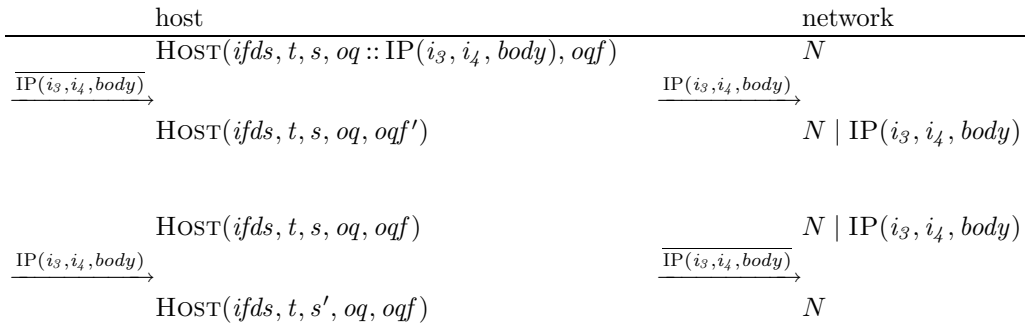 host network
HOST(ifds, t, s, oq :: IP(i₃, i₄, body), oqf) N
IP(i₃,i₄,body) IP(i₃,i₄,body)
HOST(ifds, t, s, oq, oqf′) N | IP(i₃, i₄, body)
HOST(ifds, t, s, oq, oqf) N | IP(i₃, i₄, body)
IP(i₃,i₄,body) IP(i₃,i₄,body)
HOST(ifds, t, s′, oq, oqf) N